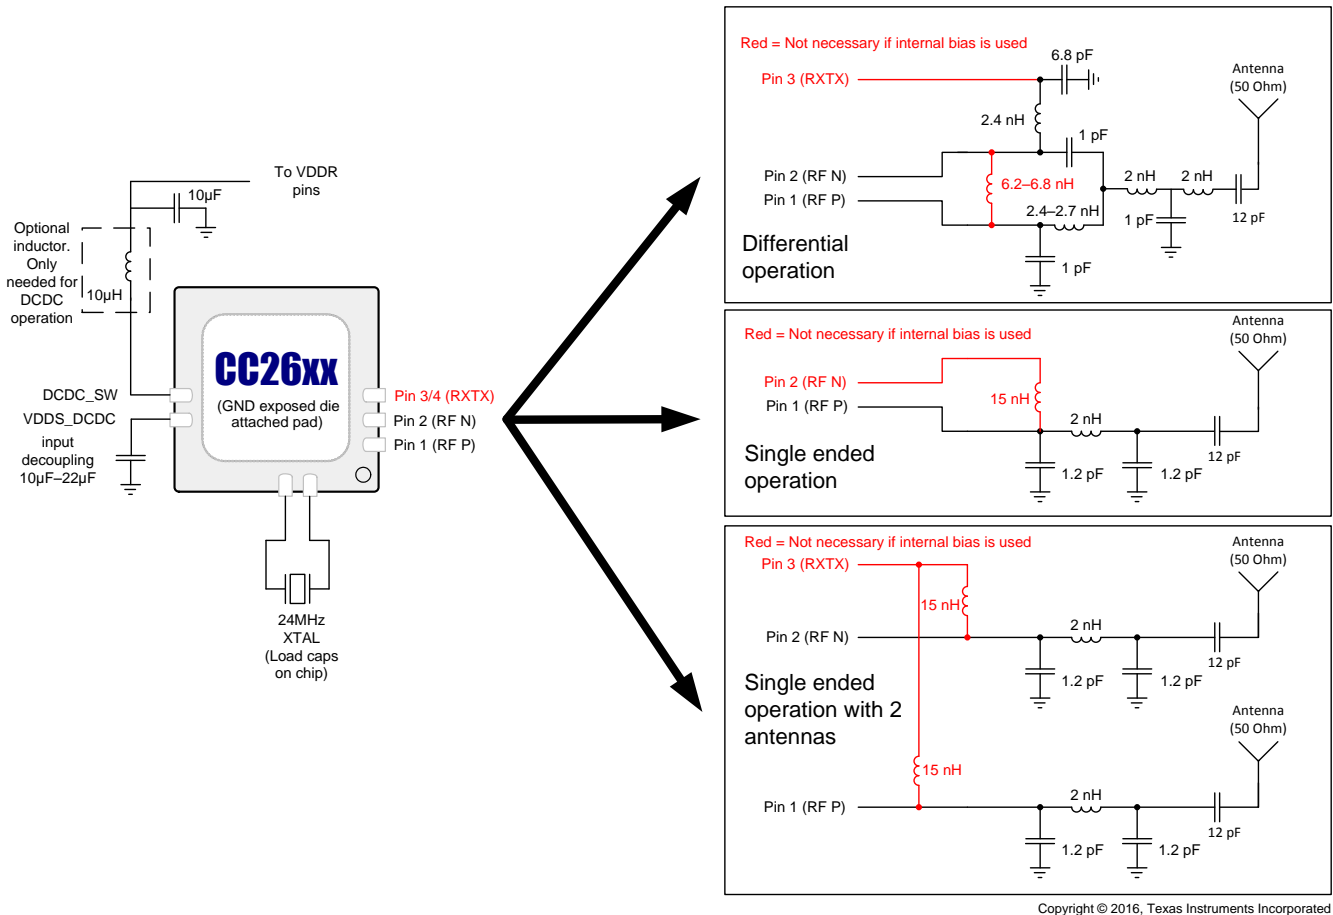 To VDDR
pins
10µF
Optional
inductor.
Only
needed for
DCDC
operation
10µH
CC26xx
(GND exposed die
attached pad)
DCDC_SW
VDDS_DCDC
input
decoupling
10µF–22µF
Pin 3/4 (RXTX)
Pin 2 (RF N)
Pin 1 (RF P)
24MHz
XTAL
(Load caps
on chip)
Red = Not necessary if internal bias is used
Pin 3 (RXTX)
6.8 pF
Antenna
(50 Ohm)
2.4 nH
1 pF
Pin 2 (RF N)
6.2–6.8 nH
2 nH
2 nH
Pin 1 (RF P)
2.4–2.7 nH
1 pF
12 pF
Differential
operation
1 pF
Red = Not necessary if internal bias is used
Antenna
(50 Ohm)
Pin 2 (RF N)
15 nH
Pin 1 (RF P)
2 nH
12 pF
Single ended
operation
1.2 pF
1.2 pF
Red = Not necessary if internal bias is used
Antenna
(50 Ohm)
Pin 3 (RXTX)
15 nH
Pin 2 (RF N)
2 nH
12 pF
1.2 pF
1.2 pF
Single ended
operation with 2
antennas
Antenna
(50 Ohm)
15 nH
Pin 1 (RF P)
2 nH
12 pF
1.2 pF
1.2 pF
Copyright © 2016, Texas Instruments Incorporated